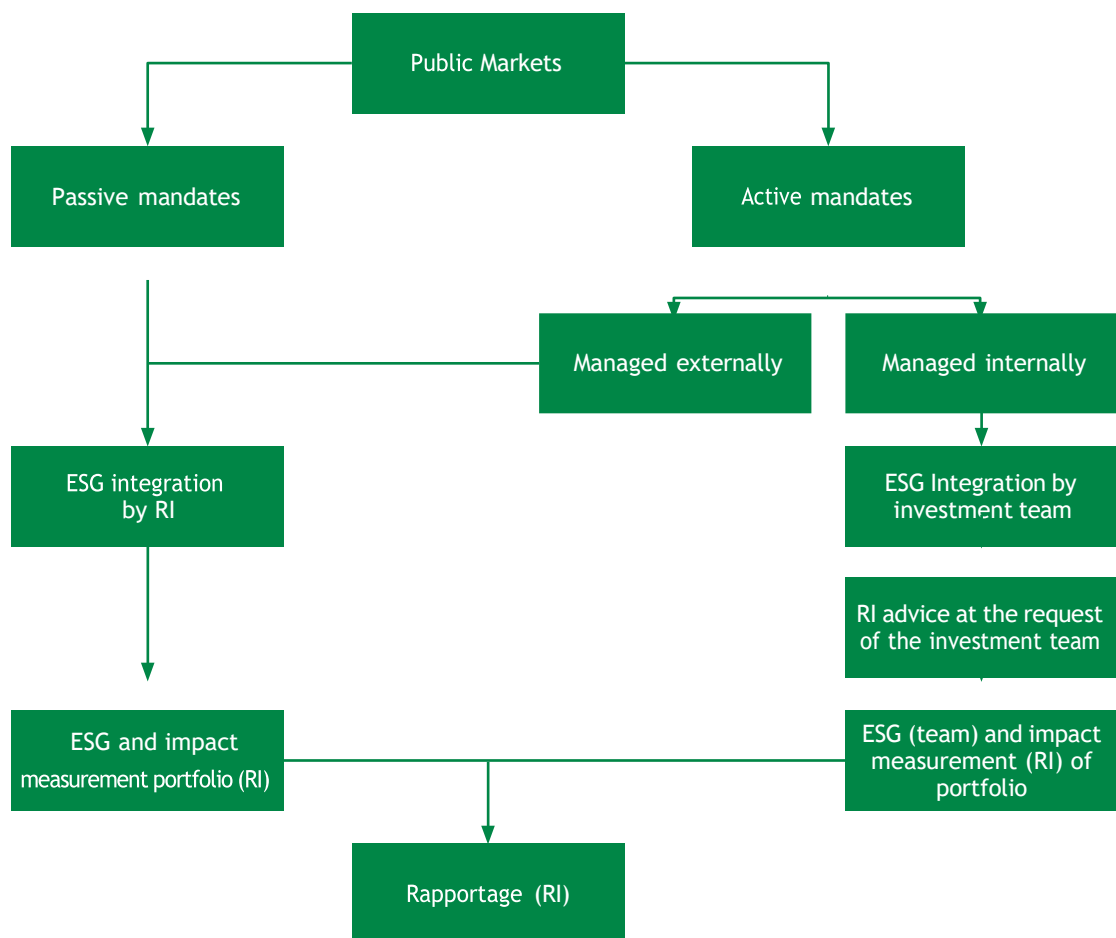 Public Markets
Passive mandates
Active mandates
Managed externally
Managed internally
ESG integration
by RI
ESG Integration by
investment team
RI advice at the request
of the investment team
ESG and impact
measurement portfolio (RI)
ESG (team) and impact
measurement (RI) of
portfolio
Rapportage (RI)